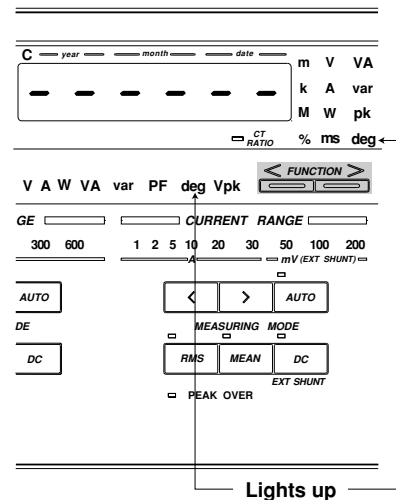 C year month date
m V VA
- - - - - -
k A var
M W pk
CT RATIO % ms deg
< FUNCTION >
V A W VA var PF deg Vpk
GE CURRENT RANGE
300 600 1 2 5 10 20 30 50 100 200
A mV (EXT SHUNT)
AUTO < > AUTO
DE MEASURING MODE
DC RMS MEAN DC
EXT SHUNT
PEAK OVER
Lights up